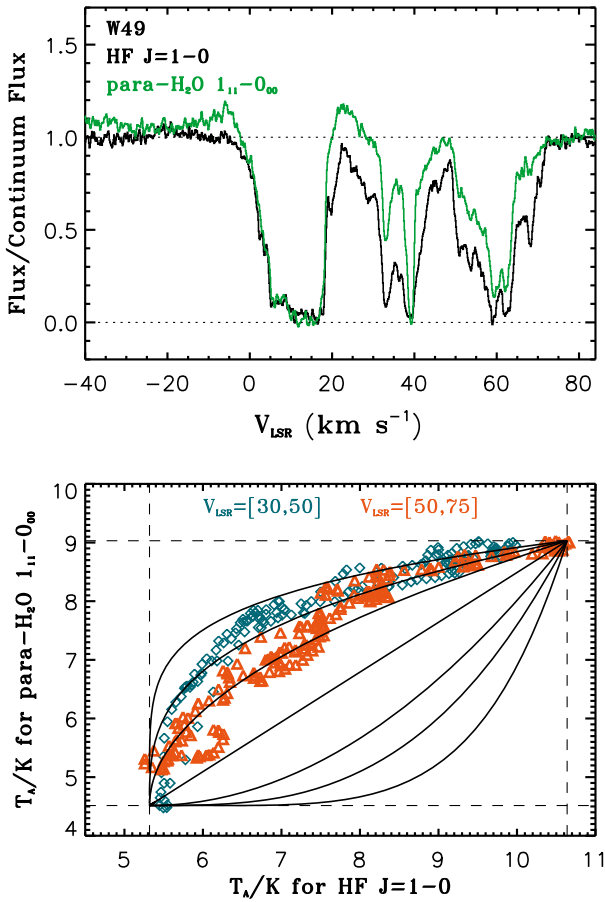 W49
HF J=1−0
para−H₂O 1₁₁−0₀₀
1.5
1.0
0.5
0.0
Flux/Continuum Flux
−40 −20 0 20 40 60 80
V_LSR (km s⁻¹)
V_LSR=[30,50] V_LSR=[50,75]
10
9
8
7
6
5
4
T_A/K for para−H₂O 1₁₁−0₀₀
5 6 7 8 9 10 11
T_A/K for HF J=1−0